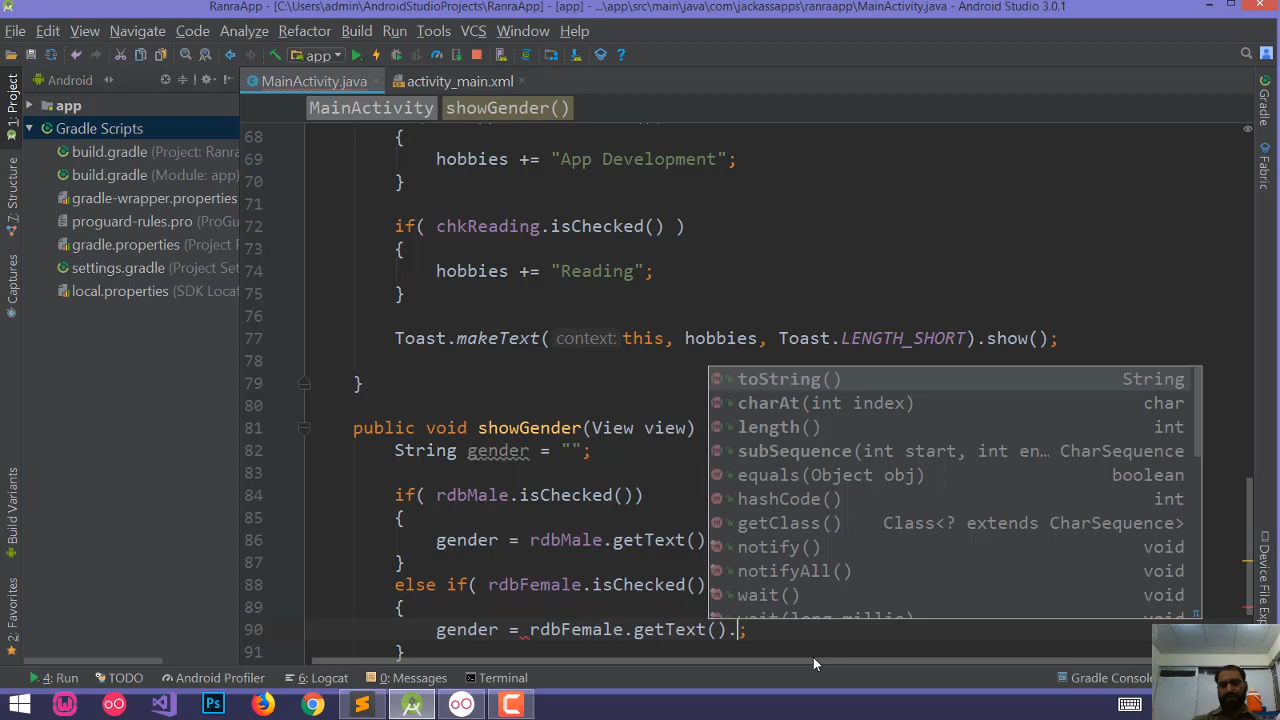 RanraApp - [C:\Users\admin\AndroidStudioProjects\RanraApp] - [app] - ...\app\src\main\java\com\jackassapps\ranraapp\MainActivity.java - Android Studio 3.0.1
File Edit View Navigate Code Analyze Refactor Build Run Tools VCS Window Help
app
Android
MainActivity.java activity_main.xml
MainActivity showGender()
1: Project
7: Structure
Captures
Build Variants
2: Favorites
app
Gradle Scripts
build.gradle (Project: Ranra
build.gradle (Module: app)
gradle-wrapper.properties
proguard-rules.pro (ProGu
gradle.properties (Project
settings.gradle (Project Set
local.properties (SDK Locat
68 {
69 hobbies += "App Development";
70 }
71
72 if( chkReading.isChecked() )
73 {
74 hobbies += "Reading";
75 }
76
77 Toast.makeText( context: this, hobbies, Toast.LENGTH_SHORT).show();
78
79 }
80
81 public void showGender(View view)
82 String gender = "";
83
84 if( rdbMale.isChecked())
85 {
86 gender = rdbMale.getText()
87 }
88 else if( rdbFemale.isChecked()
89 {
90 gender = rdbFemale.getText().;
91 }
toString() String
charAt(int index) char
length() int
subSequence(int start, int en... CharSequence
equals(Object obj) boolean
hashCode() int
getClass() Class<? extends CharSequence>
notify() void
notifyAll() void
wait() void
wait(long millis) void
Gradle
Fabric
Device File Exp
4: Run TODO Android Profiler 6: Logcat 0: Messages Terminal Gradle Conso
Ps